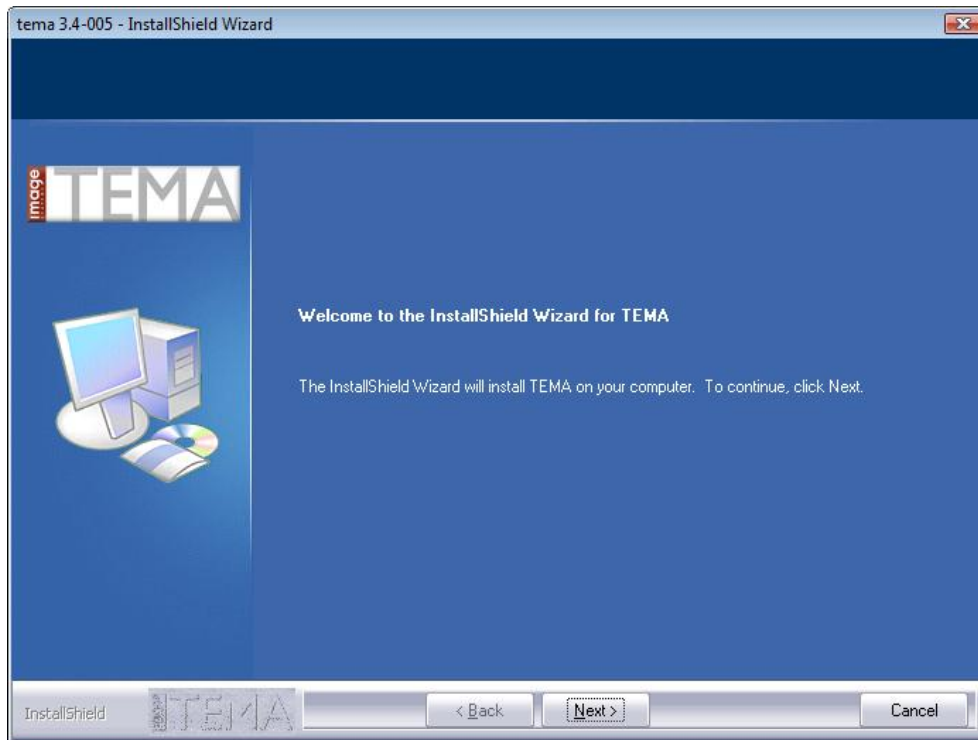 tema 3.4-005 - InstallShield Wizard
image
TEMA
Welcome to the InstallShield Wizard for TEMA
The InstallShield Wizard will install TEMA on your computer.  To continue, click Next.
InstallShield
TEMA
< Back
Next >
Cancel